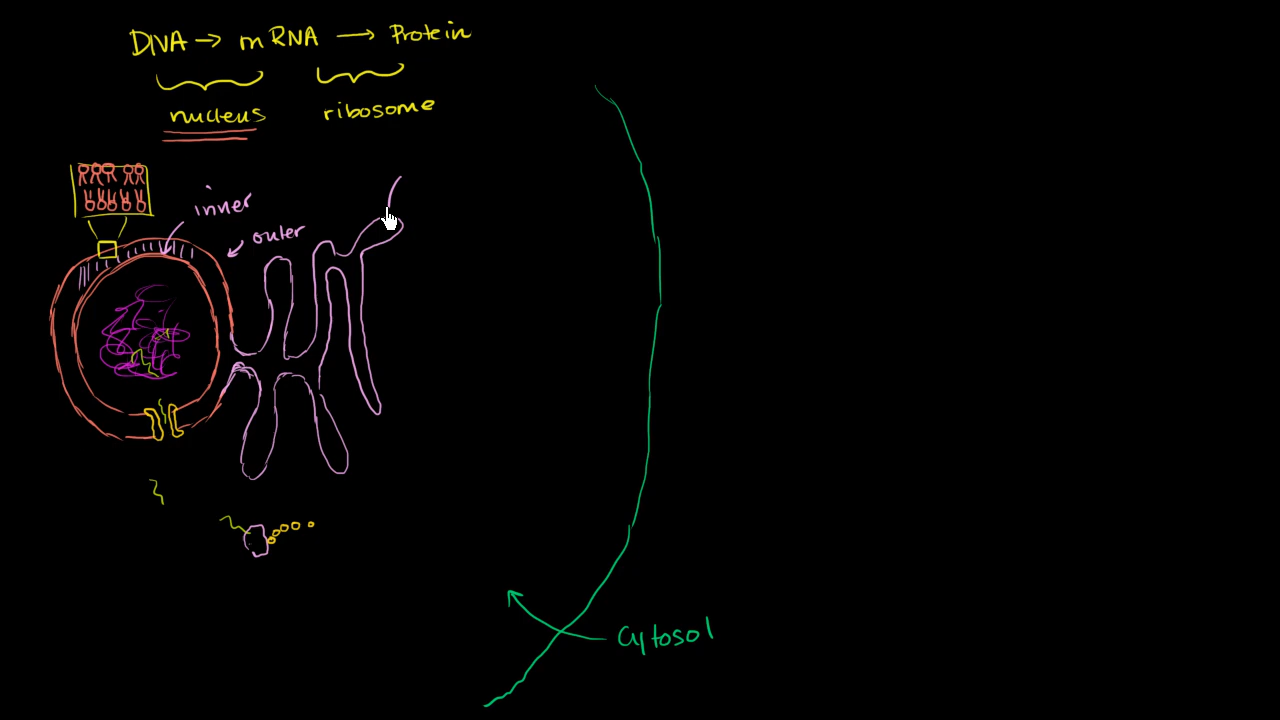 DNA → mRNA → Protein
nucleus ribosome
inner
outer
Cytosol